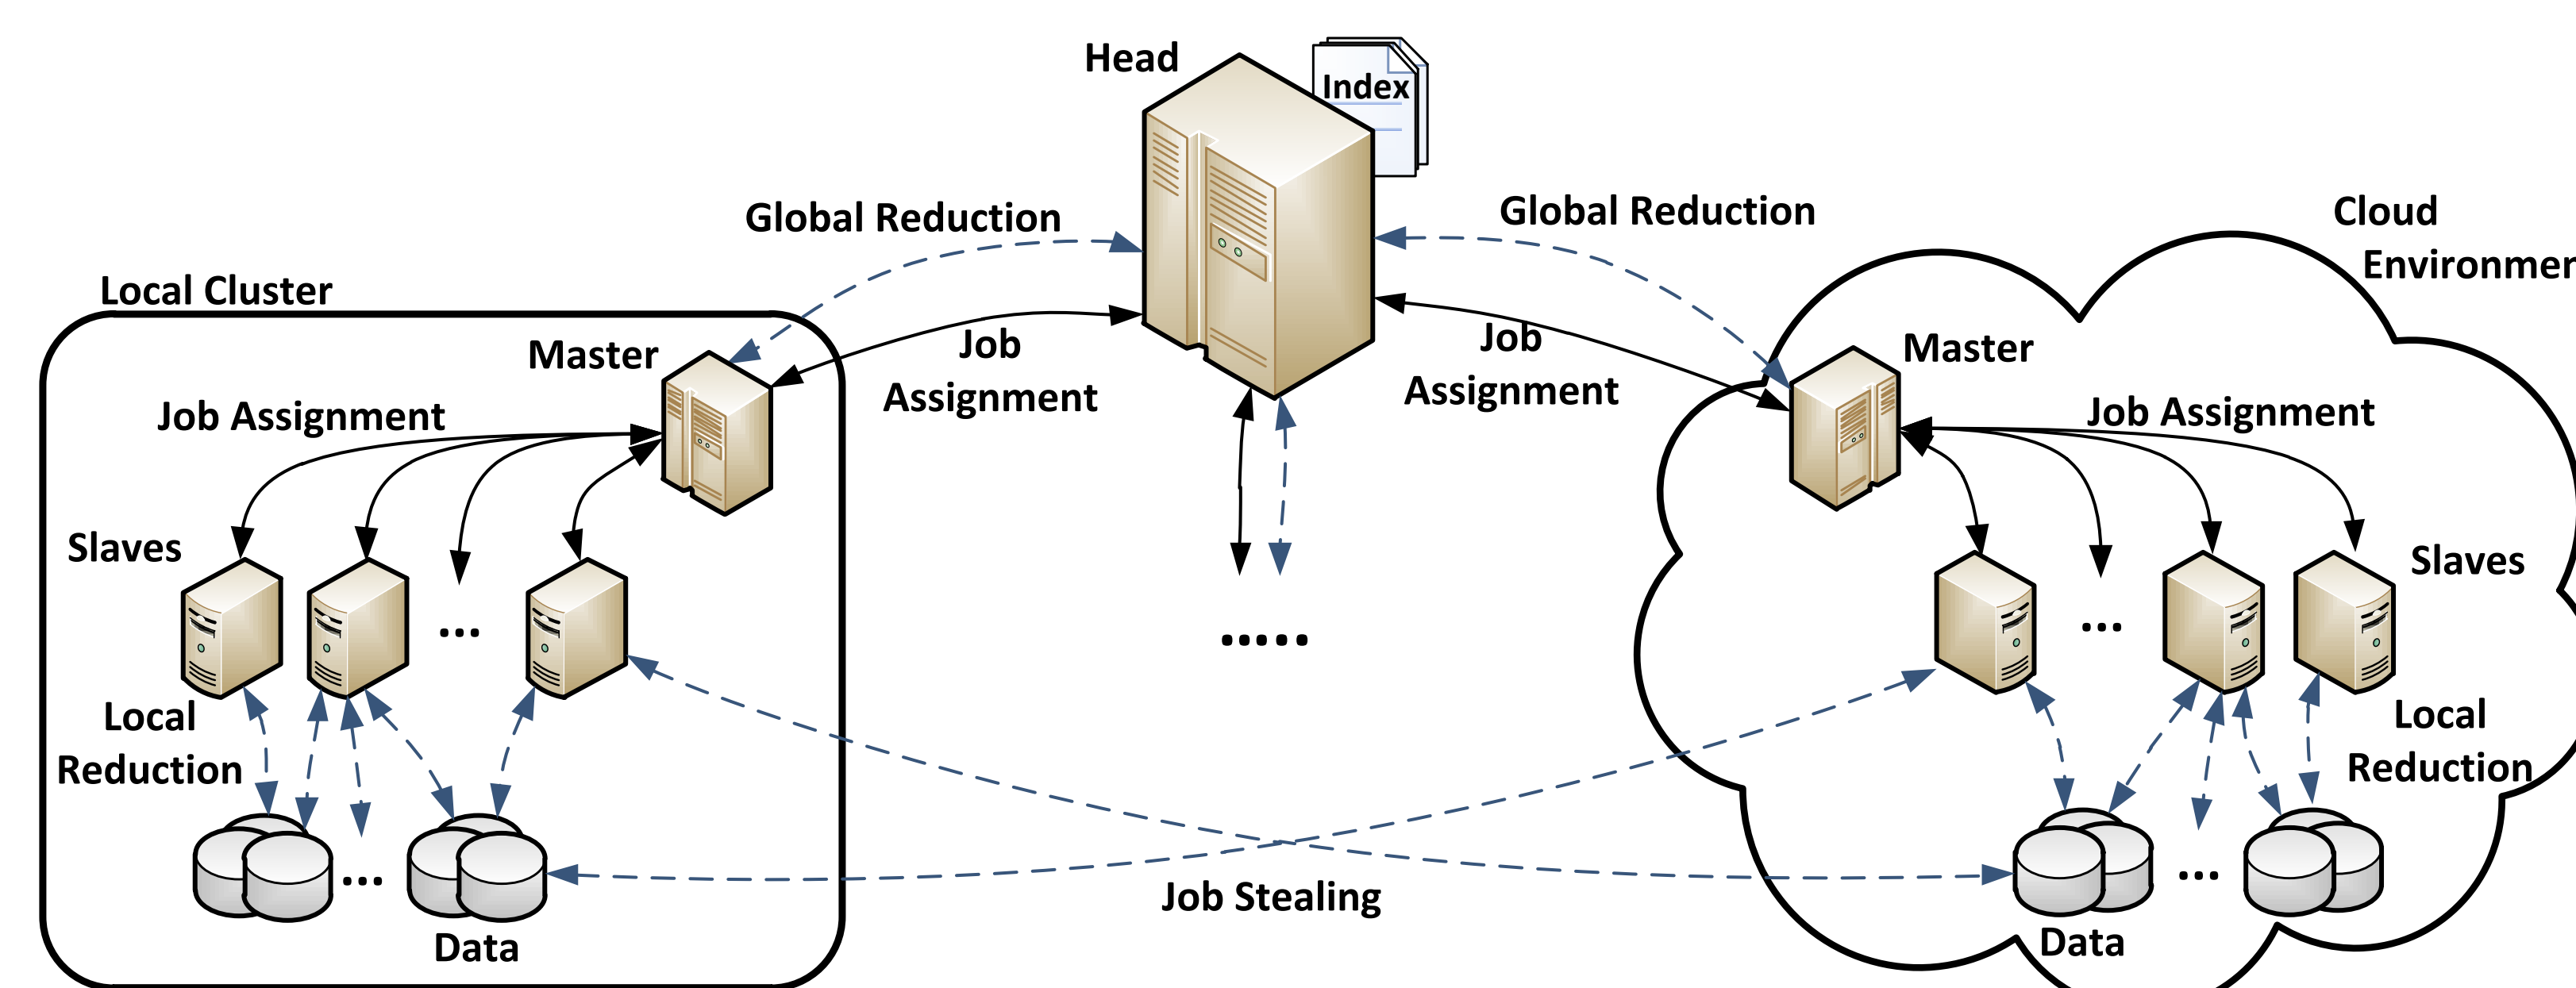 Head
Index
Global Reduction
Global Reduction
Cloud
Environmen
Local Cluster
Master
Job
Assignment
Job
Assignment
Master
Job Assignment
Job Assignment
Slaves
...
.....
...
Slaves
Local
Reduction
Local
Reduction
...
...
Job Stealing
Data
Data